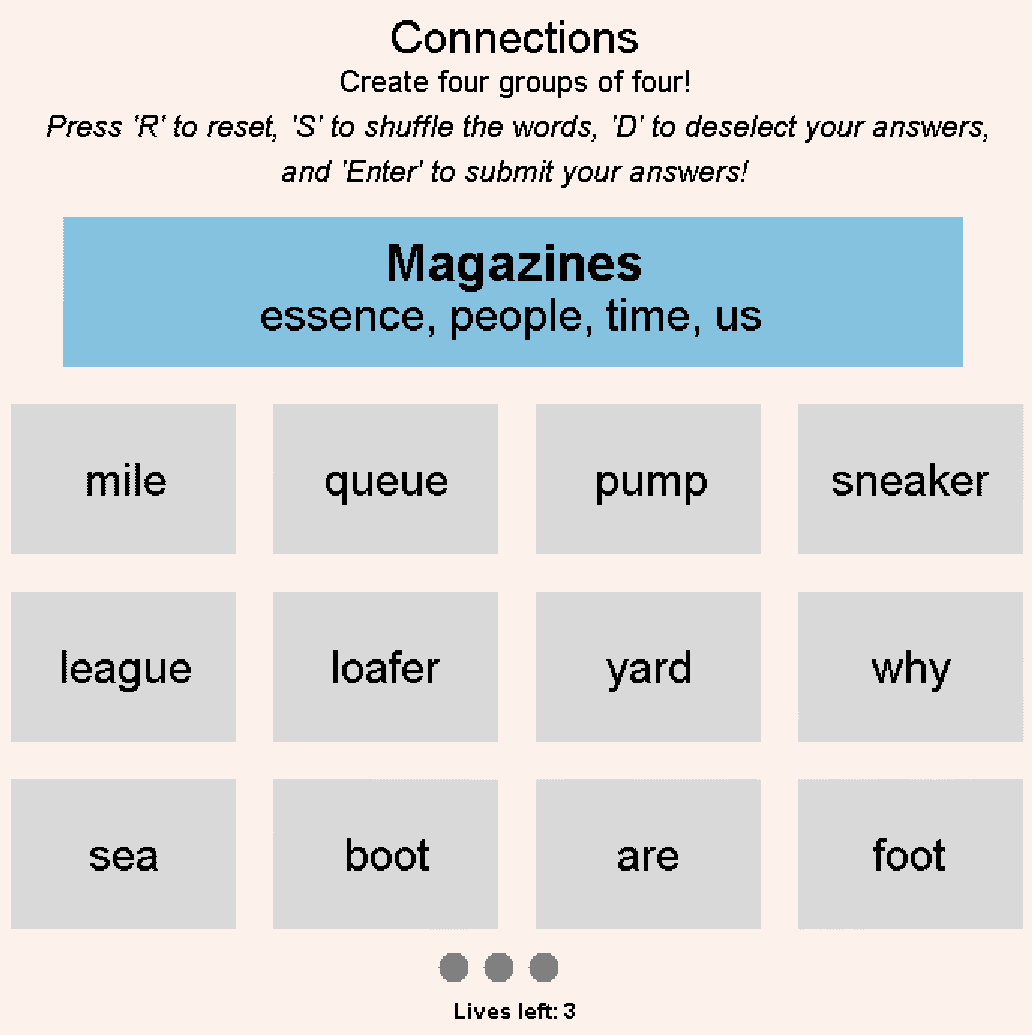 Connections
Create four groups of four!
Press 'R' to reset, 'S' to shuffle the words, 'D' to deselect your answers,
and 'Enter' to submit your answers!
Magazines
essence, people, time, us
mile queue pump sneaker
league loafer yard why
sea boot are foot
Lives left: 3